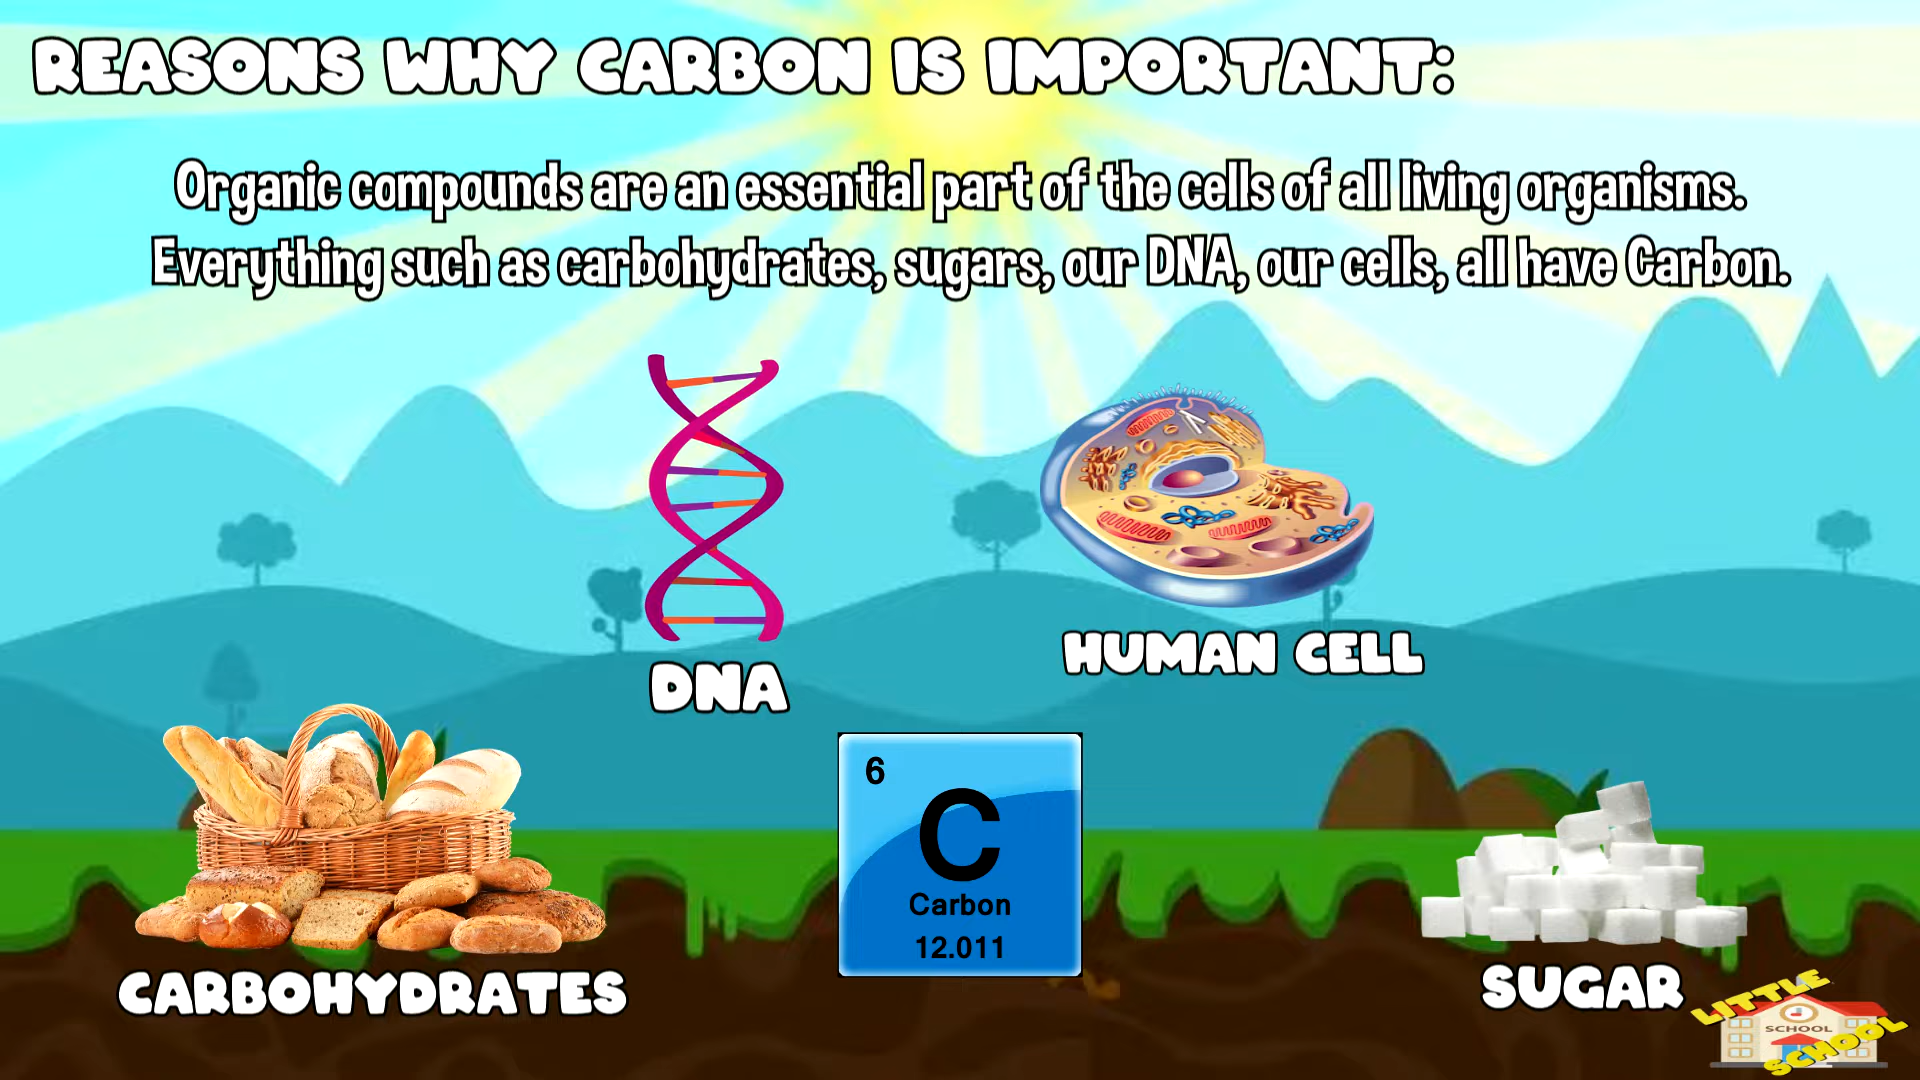 REASONS WHY CARBON IS IMPORTANT:
Organic compounds are an essential part of the cells of all living organisms.
Everything such as carbohydrates, sugars, our DNA, our cells, all have Carbon.
DNA
HUMAN CELL
6
C
Carbon
12.011
CARBOHYDRATES
SUGAR
LITTLE
SCHOOL
SCHOOL